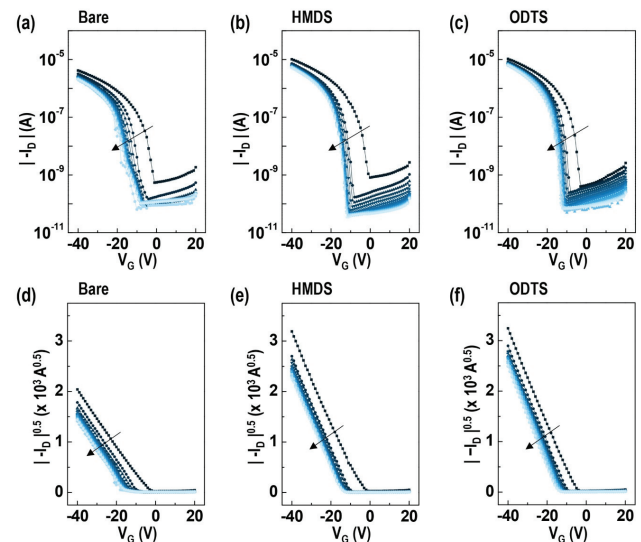 (a) Bare
(b) HMDS
(c) ODTS
| -I_D | (A)
10^-5
10^-7
10^-9
10^-11
-40 -20 0 20
V_G (V)
| -I_D | (A)
10^-5
10^-7
10^-9
10^-11
-40 -20 0 20
V_G (V)
| -I_D | (A)
10^-5
10^-7
10^-9
10^-11
-40 -20 0 20
V_G (V)
(d) Bare
(e) HMDS
(f) ODTS
| -I_D |^0.5 (x 10^3 A^0.5)
3
2
1
0
-40 -20 0 20
V_G (V)
| -I_D |^0.5 (x 10^3 A^0.5)
3
2
1
0
-40 -20 0 20
V_G (V)
| −I_D |^0.5 (x 10^3 A^0.5)
3
2
1
0
-40 -20 0 20
V_G (V)